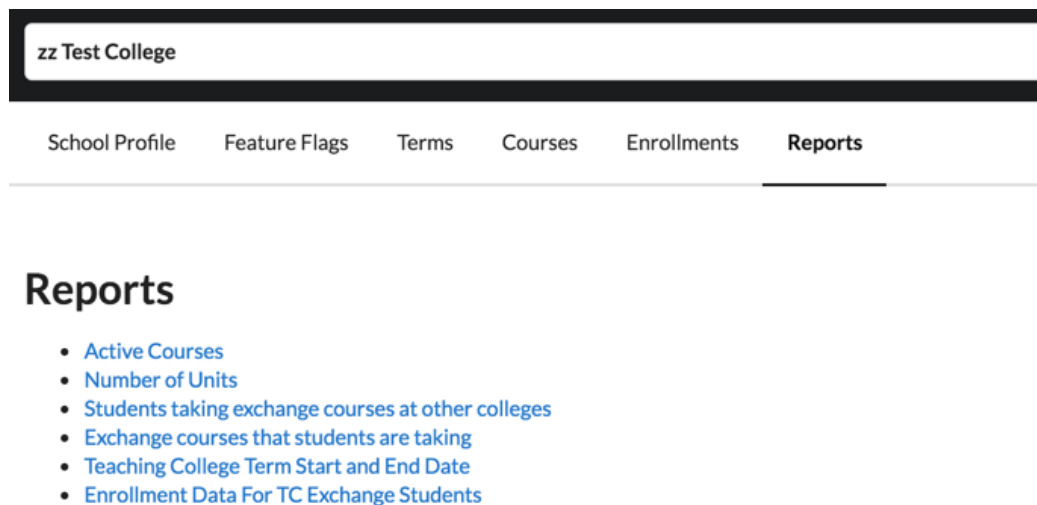 zz Test College
School Profile Feature Flags Terms Courses Enrollments Reports
Reports
Active Courses
Number of Units
Students taking exchange courses at other colleges
Exchange courses that students are taking
Teaching College Term Start and End Date
Enrollment Data For TC Exchange Students